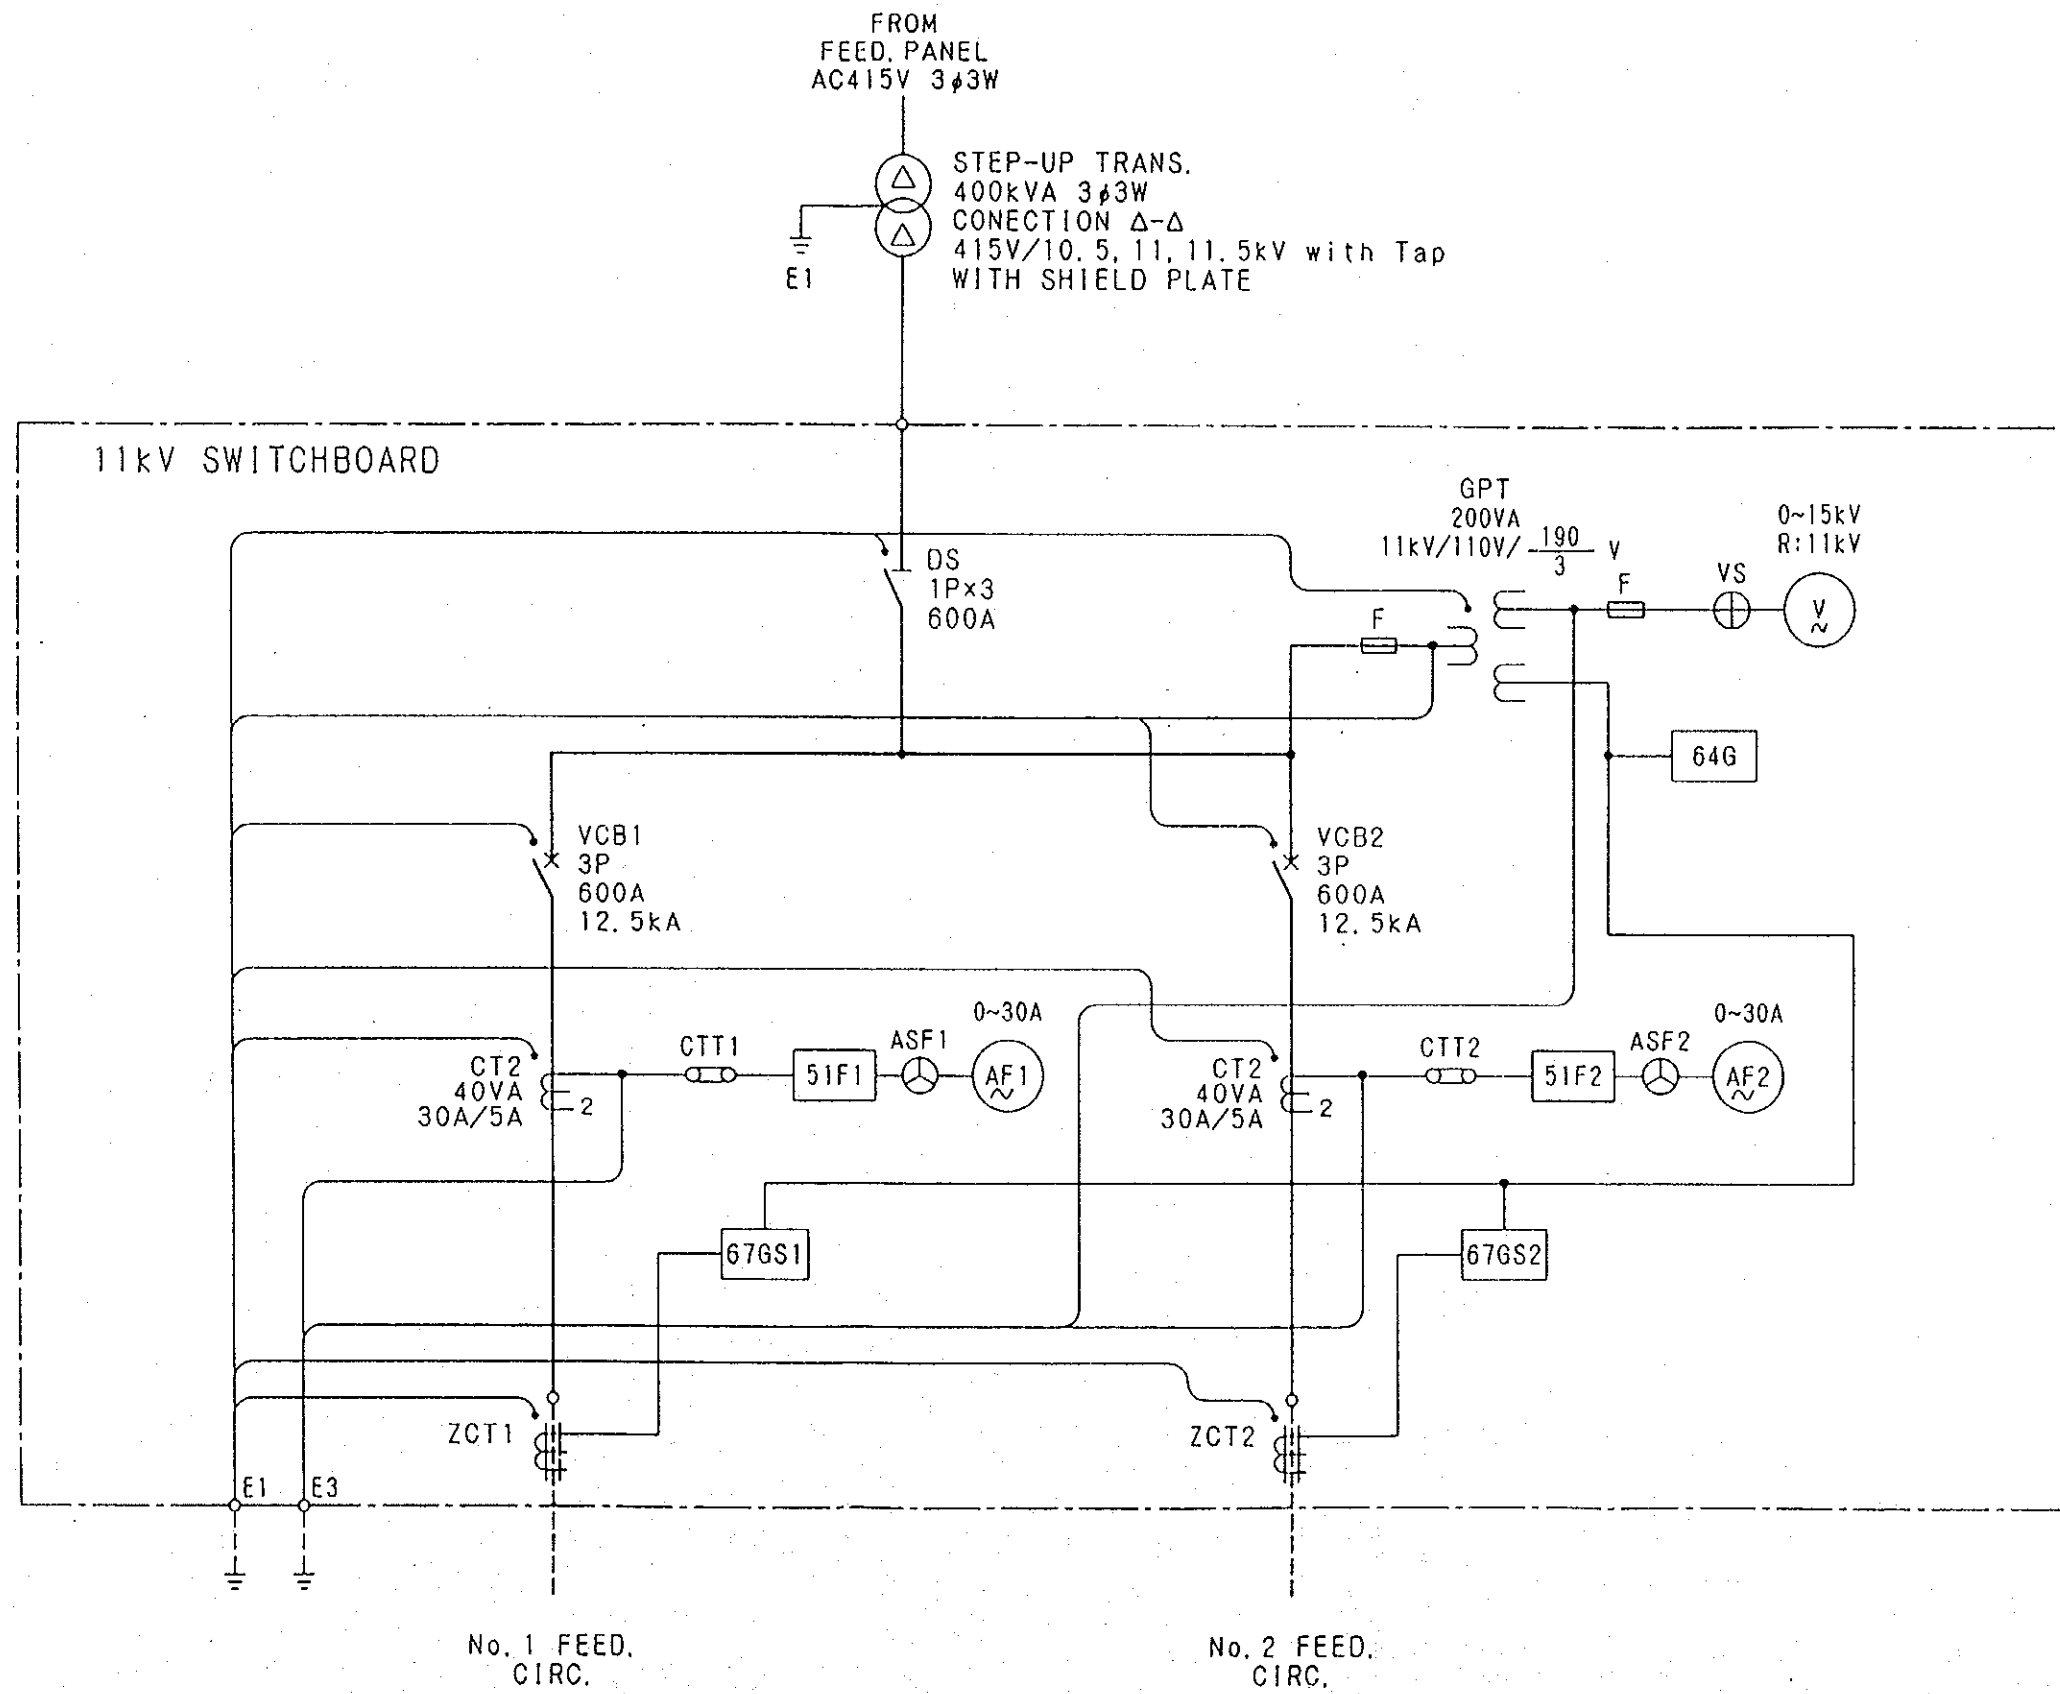 FROM
FEED. PANEL
AC415V 3φ3W
STEP-UP TRANS.
400kVA 3φ3W
CONECTION Δ-Δ
415V/10.5, 11, 11.5kV with Tap
WITH SHIELD PLATE
E1
11kV SWITCHBOARD
GPT
200VA
11kV/110V/ 190/3 V
0~15kV
R:11kV
DS
1P×3
600A
F
F
VS
V
64G
VCB1
3P
600A
12.5kA
VCB2
3P
600A
12.5kA
CT2
40VA
30A/5A
2
CTT1
51F1
ASF1
0~30A
AF1
CT2
40VA
30A/5A
2
CTT2
51F2
ASF2
0~30A
AF2
67GS1
67GS2
ZCT1
ZCT2
E1
E3
No. 1 FEED.
CIRC.
No. 2 FEED.
CIRC.